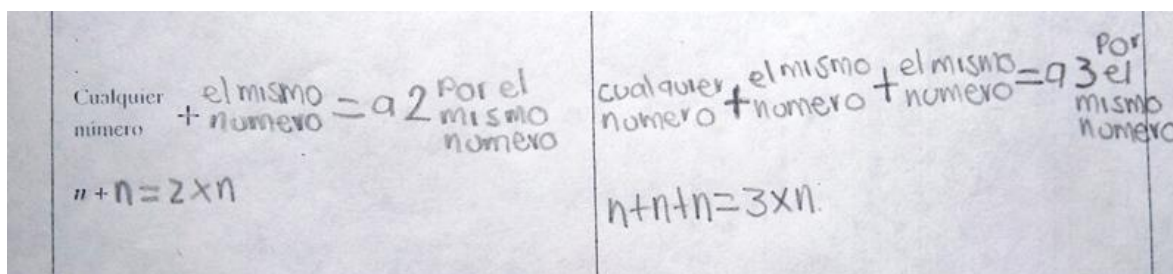 Cualquier número + el mismo numero = a 2 por el mismo numero
n + n = 2 x n
cualquier numero + el mismo numero + el mismo numero = a 3 Por el mismo numero
n+n+n=3xn.